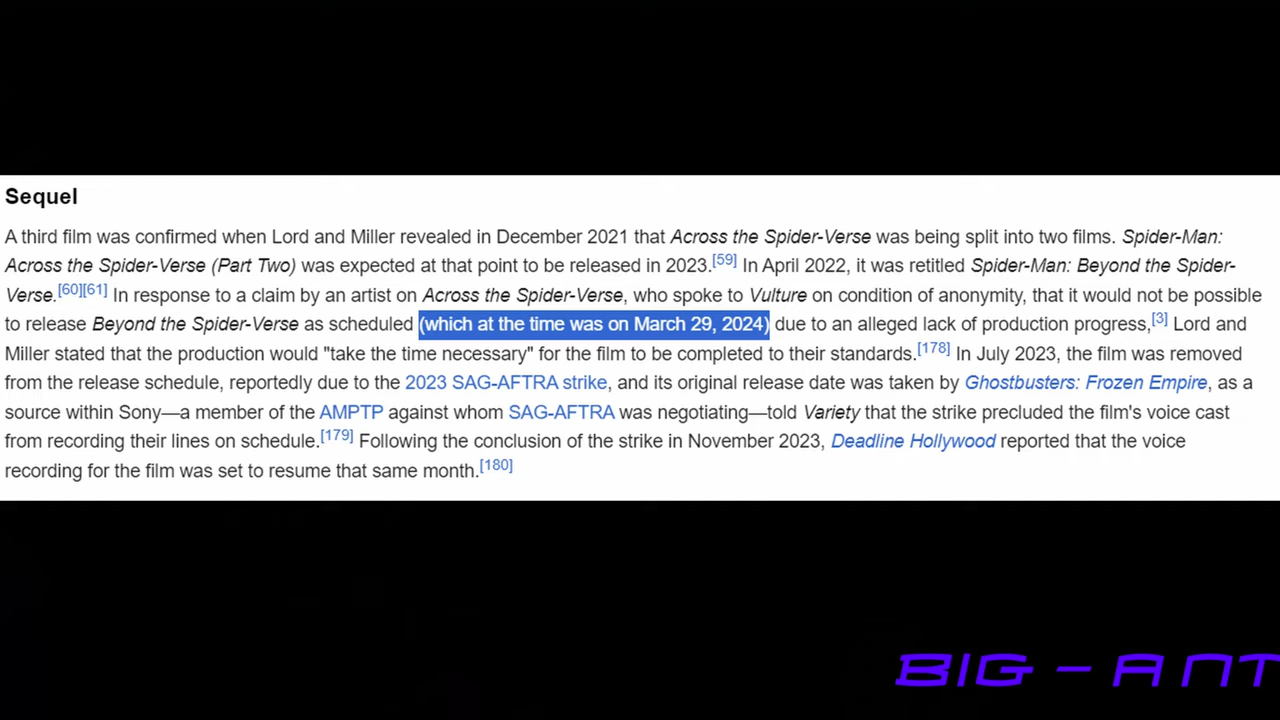 Sequel
A third film was confirmed when Lord and Miller revealed in December 2021 that Across the Spider-Verse was being split into two films. Spider-Man:
Across the Spider-Verse (Part Two) was expected at that point to be released in 2023.[59] In April 2022, it was retitled Spider-Man: Beyond the Spider-
Verse.[60][61] In response to a claim by an artist on Across the Spider-Verse, who spoke to Vulture on condition of anonymity, that it would not be possible
to release Beyond the Spider-Verse as scheduled (which at the time was on March 29, 2024) due to an alleged lack of production progress,[3] Lord and
Miller stated that the production would "take the time necessary" for the film to be completed to their standards.[178] In July 2023, the film was removed
from the release schedule, reportedly due to the 2023 SAG-AFTRA strike, and its original release date was taken by Ghostbusters: Frozen Empire, as a
source within Sony—a member of the AMPTP against whom SAG-AFTRA was negotiating—told Variety that the strike precluded the film's voice cast
from recording their lines on schedule.[179] Following the conclusion of the strike in November 2023, Deadline Hollywood reported that the voice
recording for the film was set to resume that same month.[180]
BIG - ANT